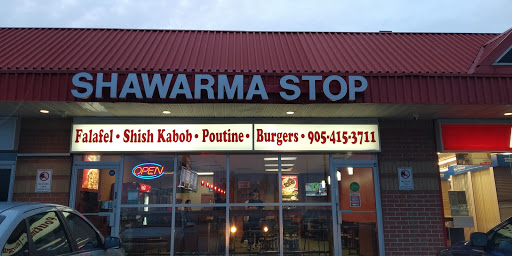 SHAWARMA STOP
Falafel • Shish Kabob • Poutine • Burgers • 905•415•3711
OPEN